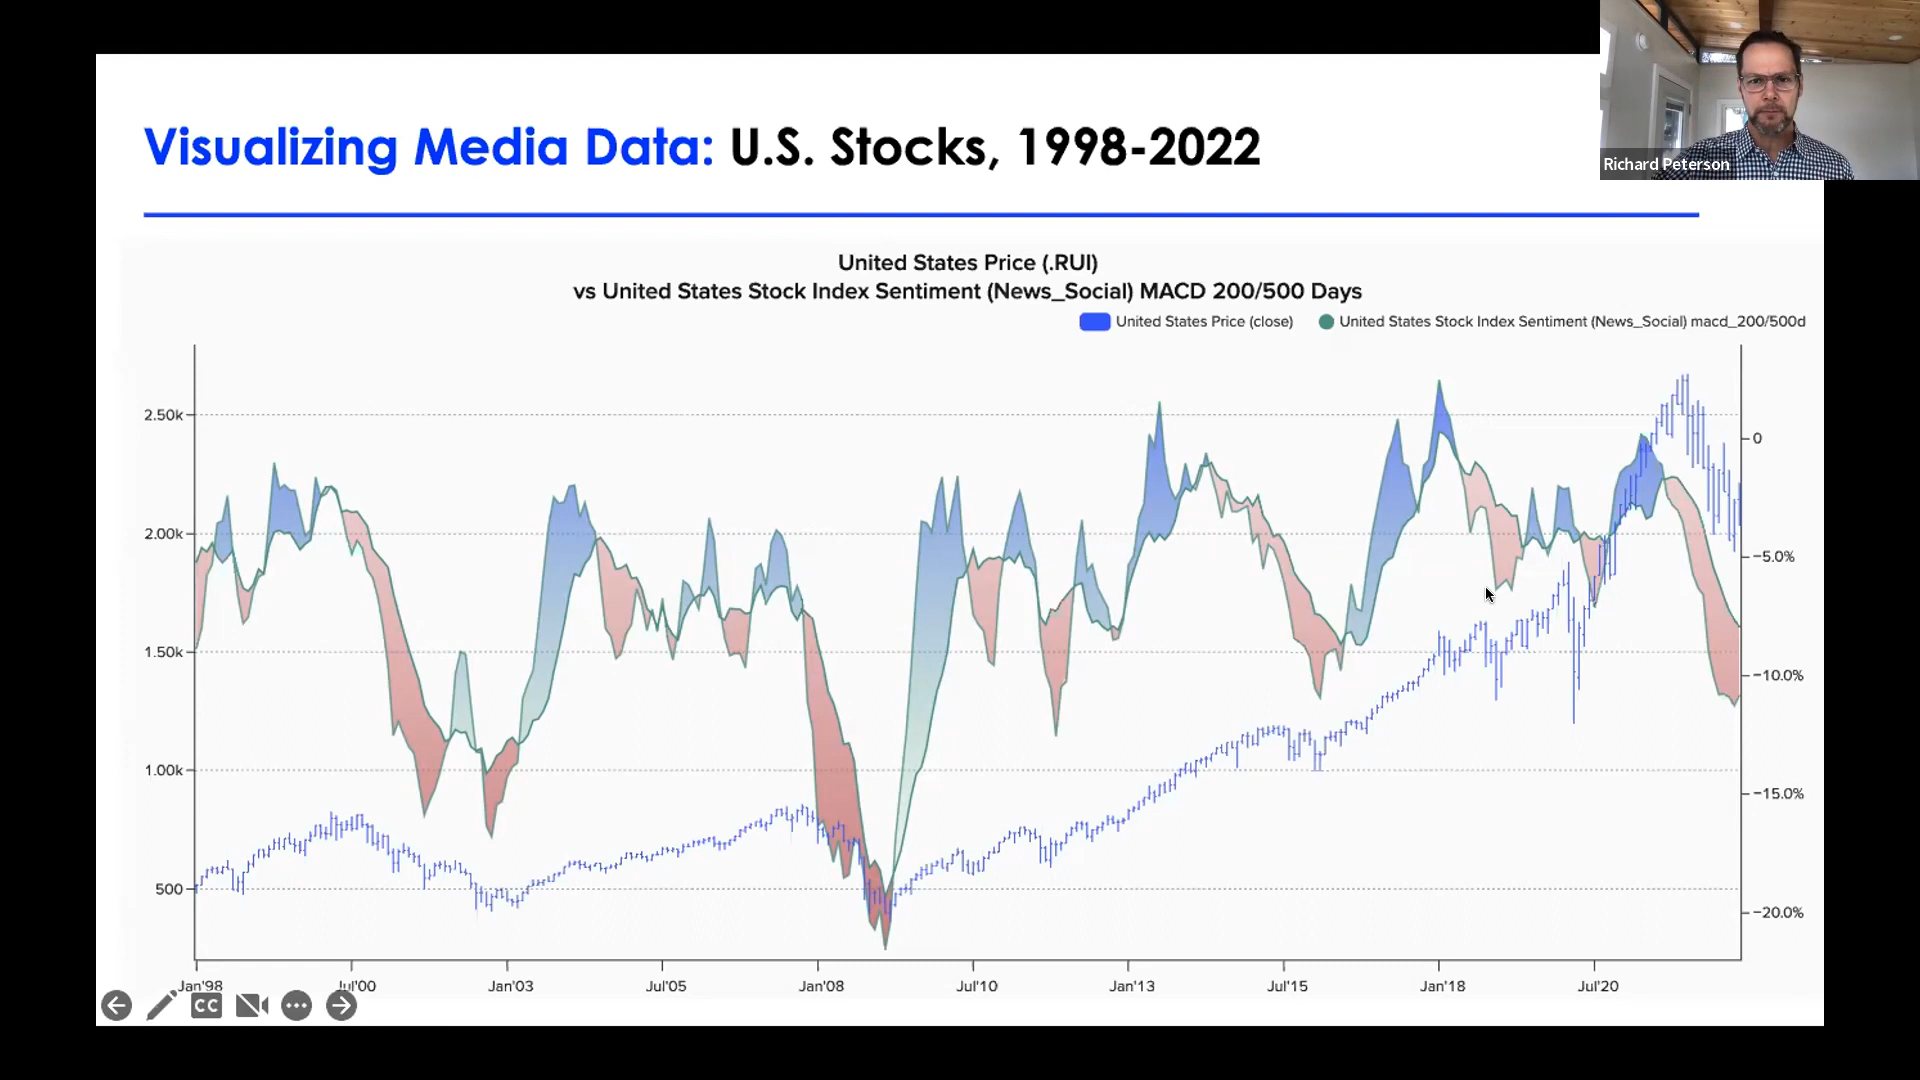 Richard Peterson
Visualizing Media Data: U.S. Stocks, 1998-2022
United States Price (.RUI)
vs United States Stock Index Sentiment (News_Social) MACD 200/500 Days
United States Price (close)
United States Stock Index Sentiment (News_Social) macd_200/500d
2.50k
2.00k
1.50k
1.00k
500
0
−5.0%
−10.0%
−15.0%
−20.0%
Jan'98
Jul'00
Jan'03
Jul'05
Jan'08
Jul'10
Jan'13
Jul'15
Jan'18
Jul'20
CC